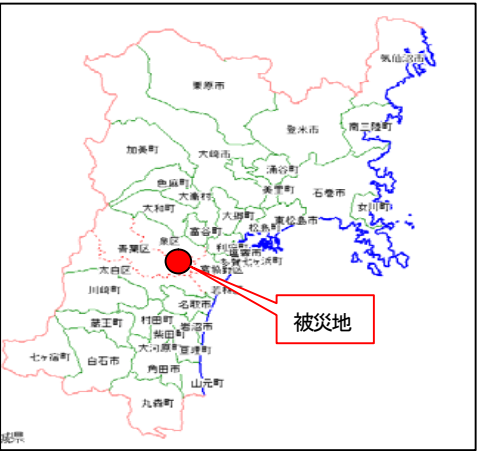 気仙沼市
栗原市
登米市
南三陸町
加美町
大崎市
涌谷町
色麻町
美里町
石巻市
大衡村
女川町
大和町
大郷町
東松島市
松島町
富谷町
泉区
利府町
青葉区
塩竈市
多賀
七ヶ浜町
太白区
宮城野区
川崎町
若林
名取市
村田町
岩沼市
蔵王町
柴田町
大河原町
亘理町
七ヶ宿町
白石市
角田市
山元町
丸森町
被災地
城県